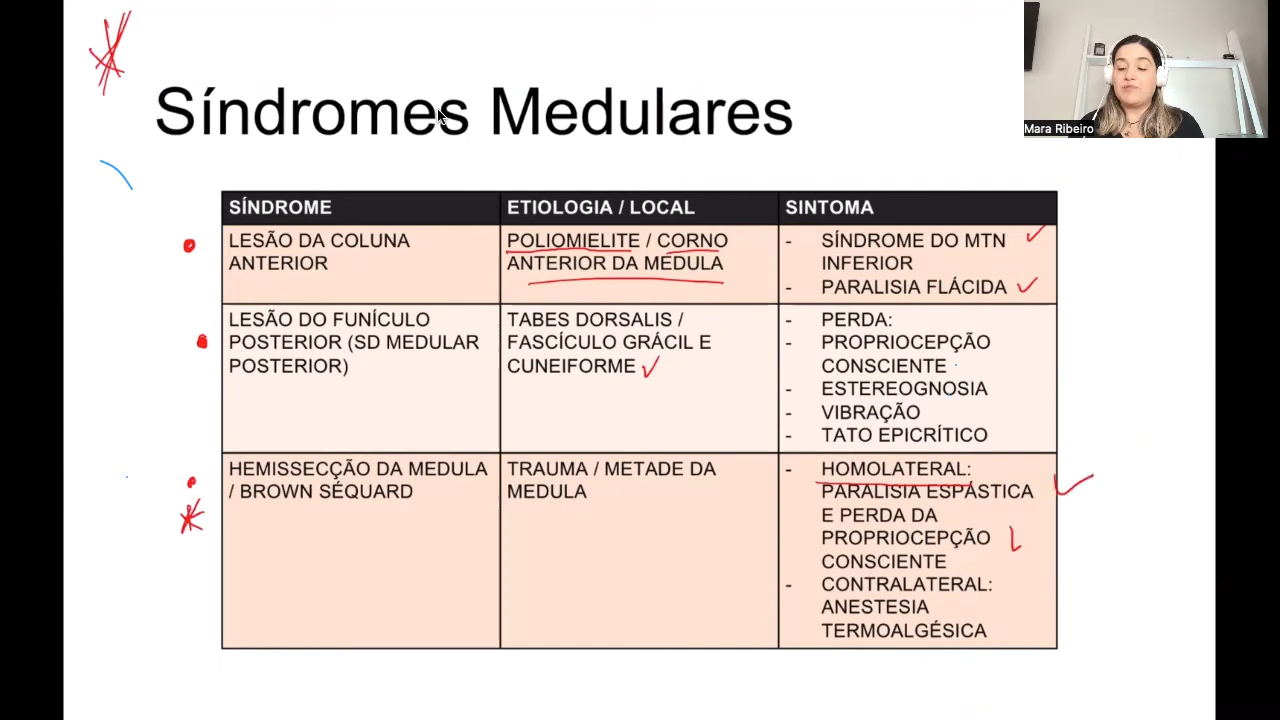 Síndromes Medulares
Mara Ribeiro
SÍNDROME
ETIOLOGIA / LOCAL
SINTOMA
LESÃO DA COLUNA
ANTERIOR
POLIOMIELITE / CORNO
ANTERIOR DA MEDULA
- SÍNDROME DO MTN
INFERIOR
- PARALISIA FLÁCIDA
LESÃO DO FUNÍCULO
POSTERIOR (SD MEDULAR
POSTERIOR)
TABES DORSALIS /
FASCÍCULO GRÁCIL E
CUNEIFORME
- PERDA:
- PROPRIOCEPÇÃO
CONSCIENTE
- ESTEREOGNOSIA
- VIBRAÇÃO
- TATO EPICRÍTICO
HEMISSECÇÃO DA MEDULA
/ BROWN SÉQUARD
TRAUMA / METADE DA
MEDULA
- HOMOLATERAL:
PARALISIA ESPÁSTICA
E PERDA DA
PROPRIOCEPÇÃO
CONSCIENTE
- CONTRALATERAL:
ANESTESIA
TERMOALGÉSICA